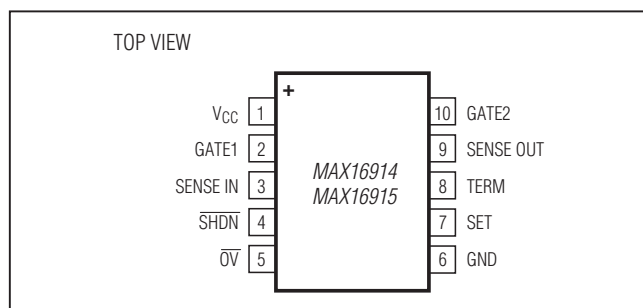 TOP VIEW
+
VCC 1
GATE1 2
SENSE IN 3
SHDN 4
OV 5
MAX16914
MAX16915
10 GATE2
9 SENSE OUT
8 TERM
7 SET
6 GND